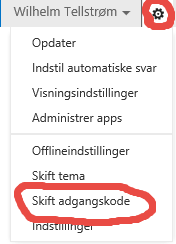 Wilhelm Tellstrøm
Opdater
Indstil automatiske svar
Visningsindstillinger
Administrer apps
Offlineindstillinger
Skift tema
Skift adgangskode
Indstillinger